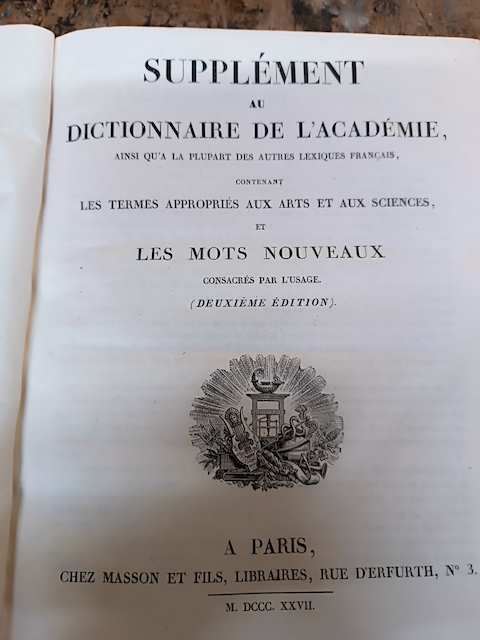 SUPPLÉMENT
AU
DICTIONNAIRE DE L'ACADÉMIE,
AINSI QU'A LA PLUPART DES AUTRES LEXIQUES FRANÇAIS,
CONTENANT
LES TERMES APPROPRIÉS AUX ARTS ET AUX SCIENCES,
ET
LES MOTS NOUVEAUX
CONSACRÉS PAR L'USAGE.
(DEUXIÈME ÉDITION).
A PARIS,
CHEZ MASSON ET FILS, LIBRAIRES, RUE D'ERFURTH, N° 3.
M. DCCC. XXVII.